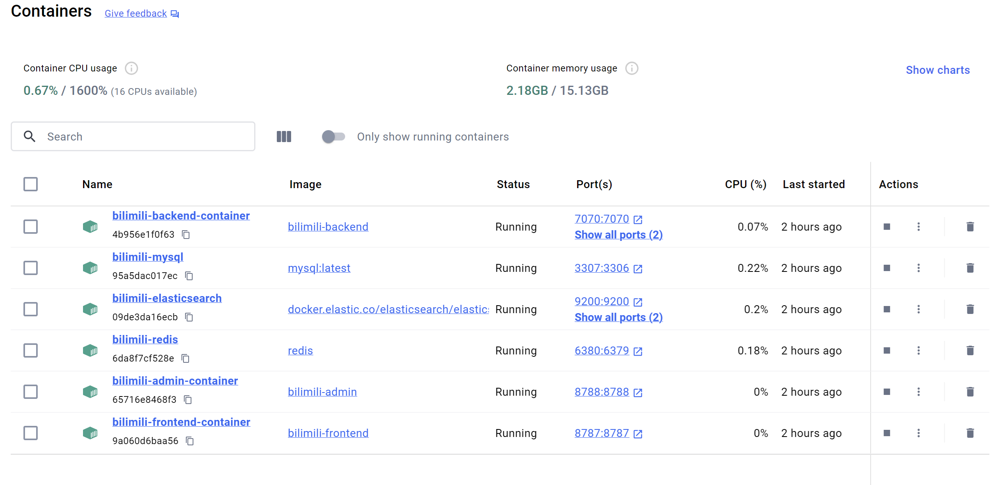 Containers Give feedback
Container CPU usage
0.67% / 1600% (16 CPUs available)
Container memory usage
2.18GB / 15.13GB
Show charts
Search
Only show running containers
Name Image Status Port(s) CPU (%) Last started Actions
bilimili-backend-container
4b956e1f0f63
bilimili-backend Running
7070:7070
Show all ports (2)
0.07% 2 hours ago
bilimili-mysql
95a5dac017ec
mysql:latest Running 3307:3306 0.22% 2 hours ago
bilimili-elasticsearch
09de3da16ecb
docker.elastic.co/elasticsearch/elastics Running
9200:9200
Show all ports (2)
0.2% 2 hours ago
bilimili-redis
6da8f7cf528e
redis Running 6380:6379 0.18% 2 hours ago
bilimili-admin-container
65716e8468f3
bilimili-admin Running 8788:8788 0% 2 hours ago
bilimili-frontend-container
9a060d6baa56
bilimili-frontend Running 8787:8787 0% 2 hours ago